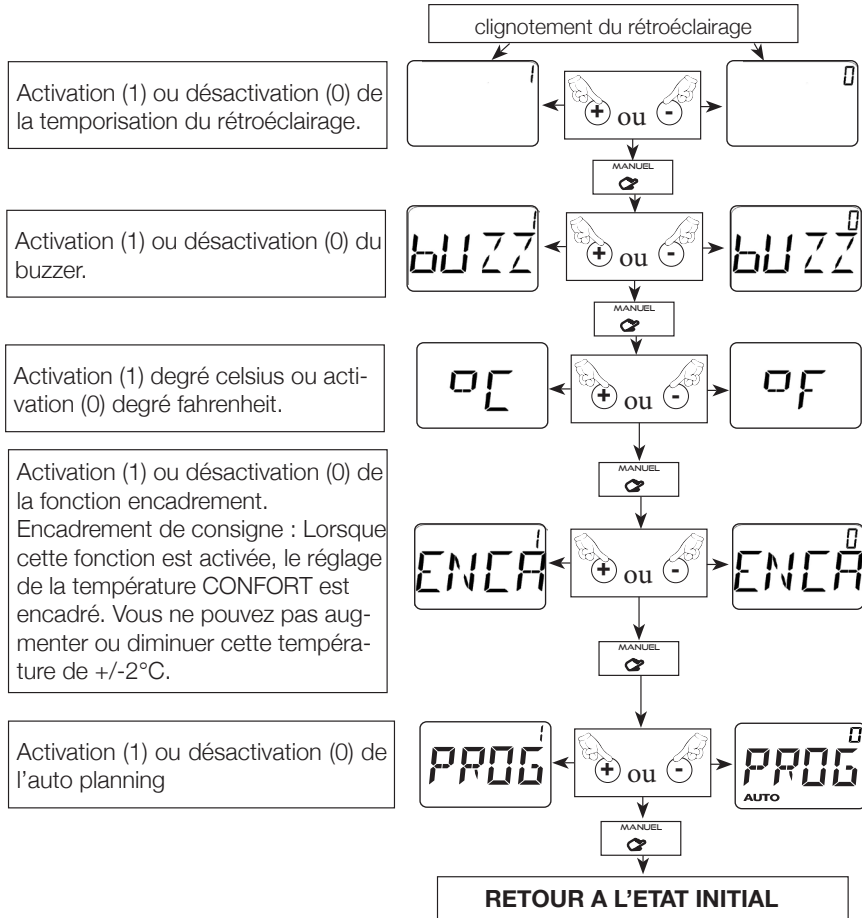 clignotement du rétroéclairage
Activation (1) ou désactivation (0) de
la temporisation du rétroéclairage.
1
+ ou -
0
MANUEL
Activation (1) ou désactivation (0) du
buzzer.
1
bUZZ
+ ou -
0
bUZZ
MANUEL
Activation (1) degré celsius ou acti-
vation (0) degré fahrenheit.
°C
+ ou -
°F
MANUEL
Activation (1) ou désactivation (0) de
la fonction encadrement.
Encadrement de consigne : Lorsque
cette fonction est activée, le réglage
de la température CONFORT est
encadré. Vous ne pouvez pas aug-
menter ou diminuer cette tempéra-
ture de +/-2°C.
1
ENCA
+ ou -
0
ENCA
MANUEL
Activation (1) ou désactivation (0) de
l'auto planning
1
PROG
+ ou -
0
PROG
AUTO
MANUEL
RETOUR A L'ETAT INITIAL